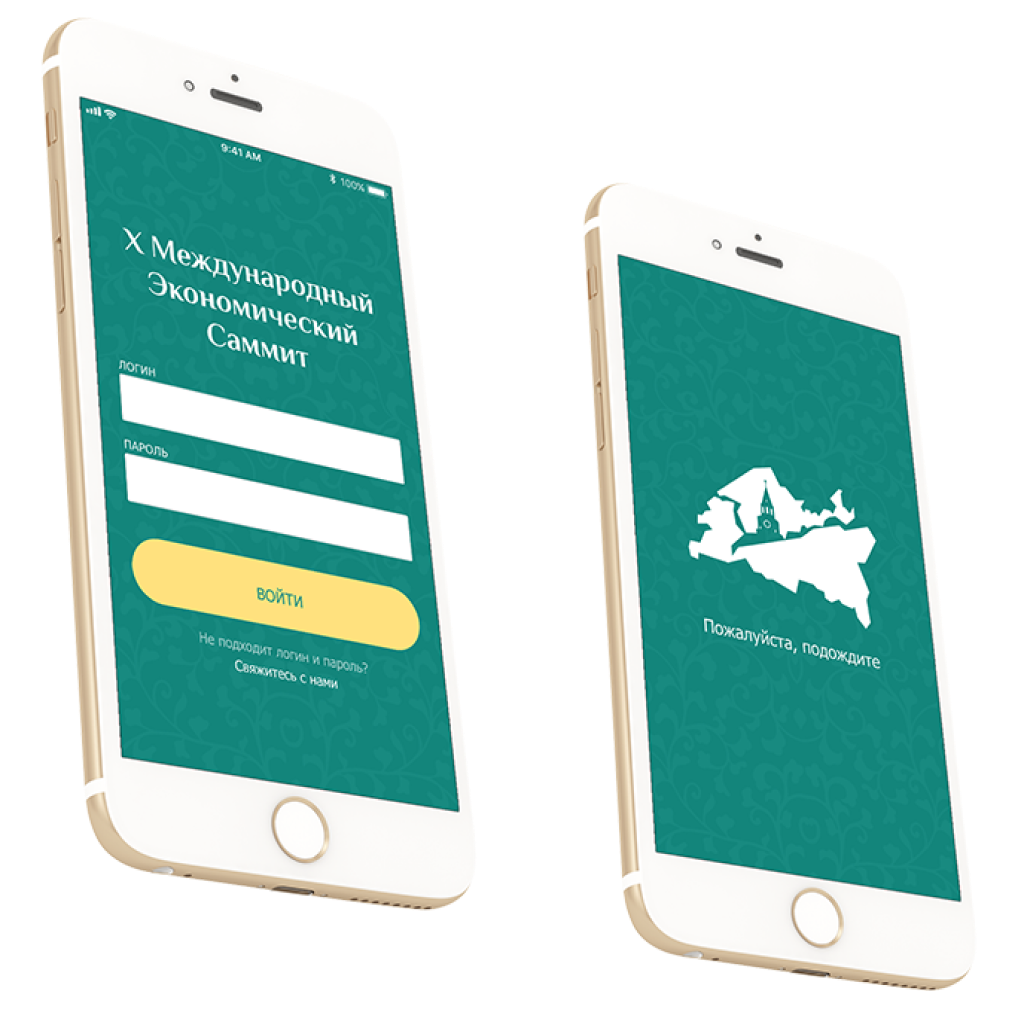 9:41 AM
100%
X Международный
Экономический
Саммит
ЛОГИН
ПАРОЛЬ
ВОЙТИ
Не подходит логин и пароль?
Свяжитесь с нами
Пожалуйста, подождите